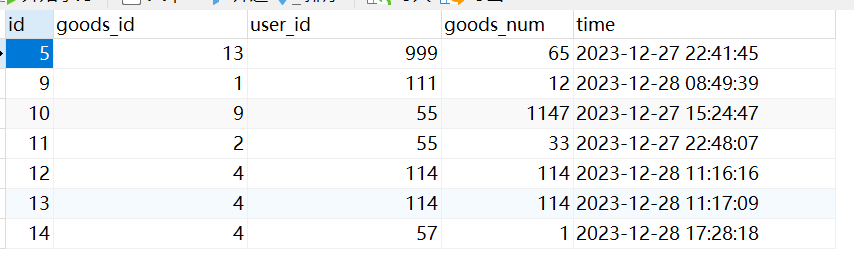 id goods_id user_id goods_num time
5 13 999 65 2023-12-27 22:41:45
9 1 111 12 2023-12-28 08:49:39
10 9 55 1147 2023-12-27 15:24:47
11 2 55 33 2023-12-27 22:48:07
12 4 114 114 2023-12-28 11:16:16
13 4 114 114 2023-12-28 11:17:09
14 4 57 1 2023-12-28 17:28:18